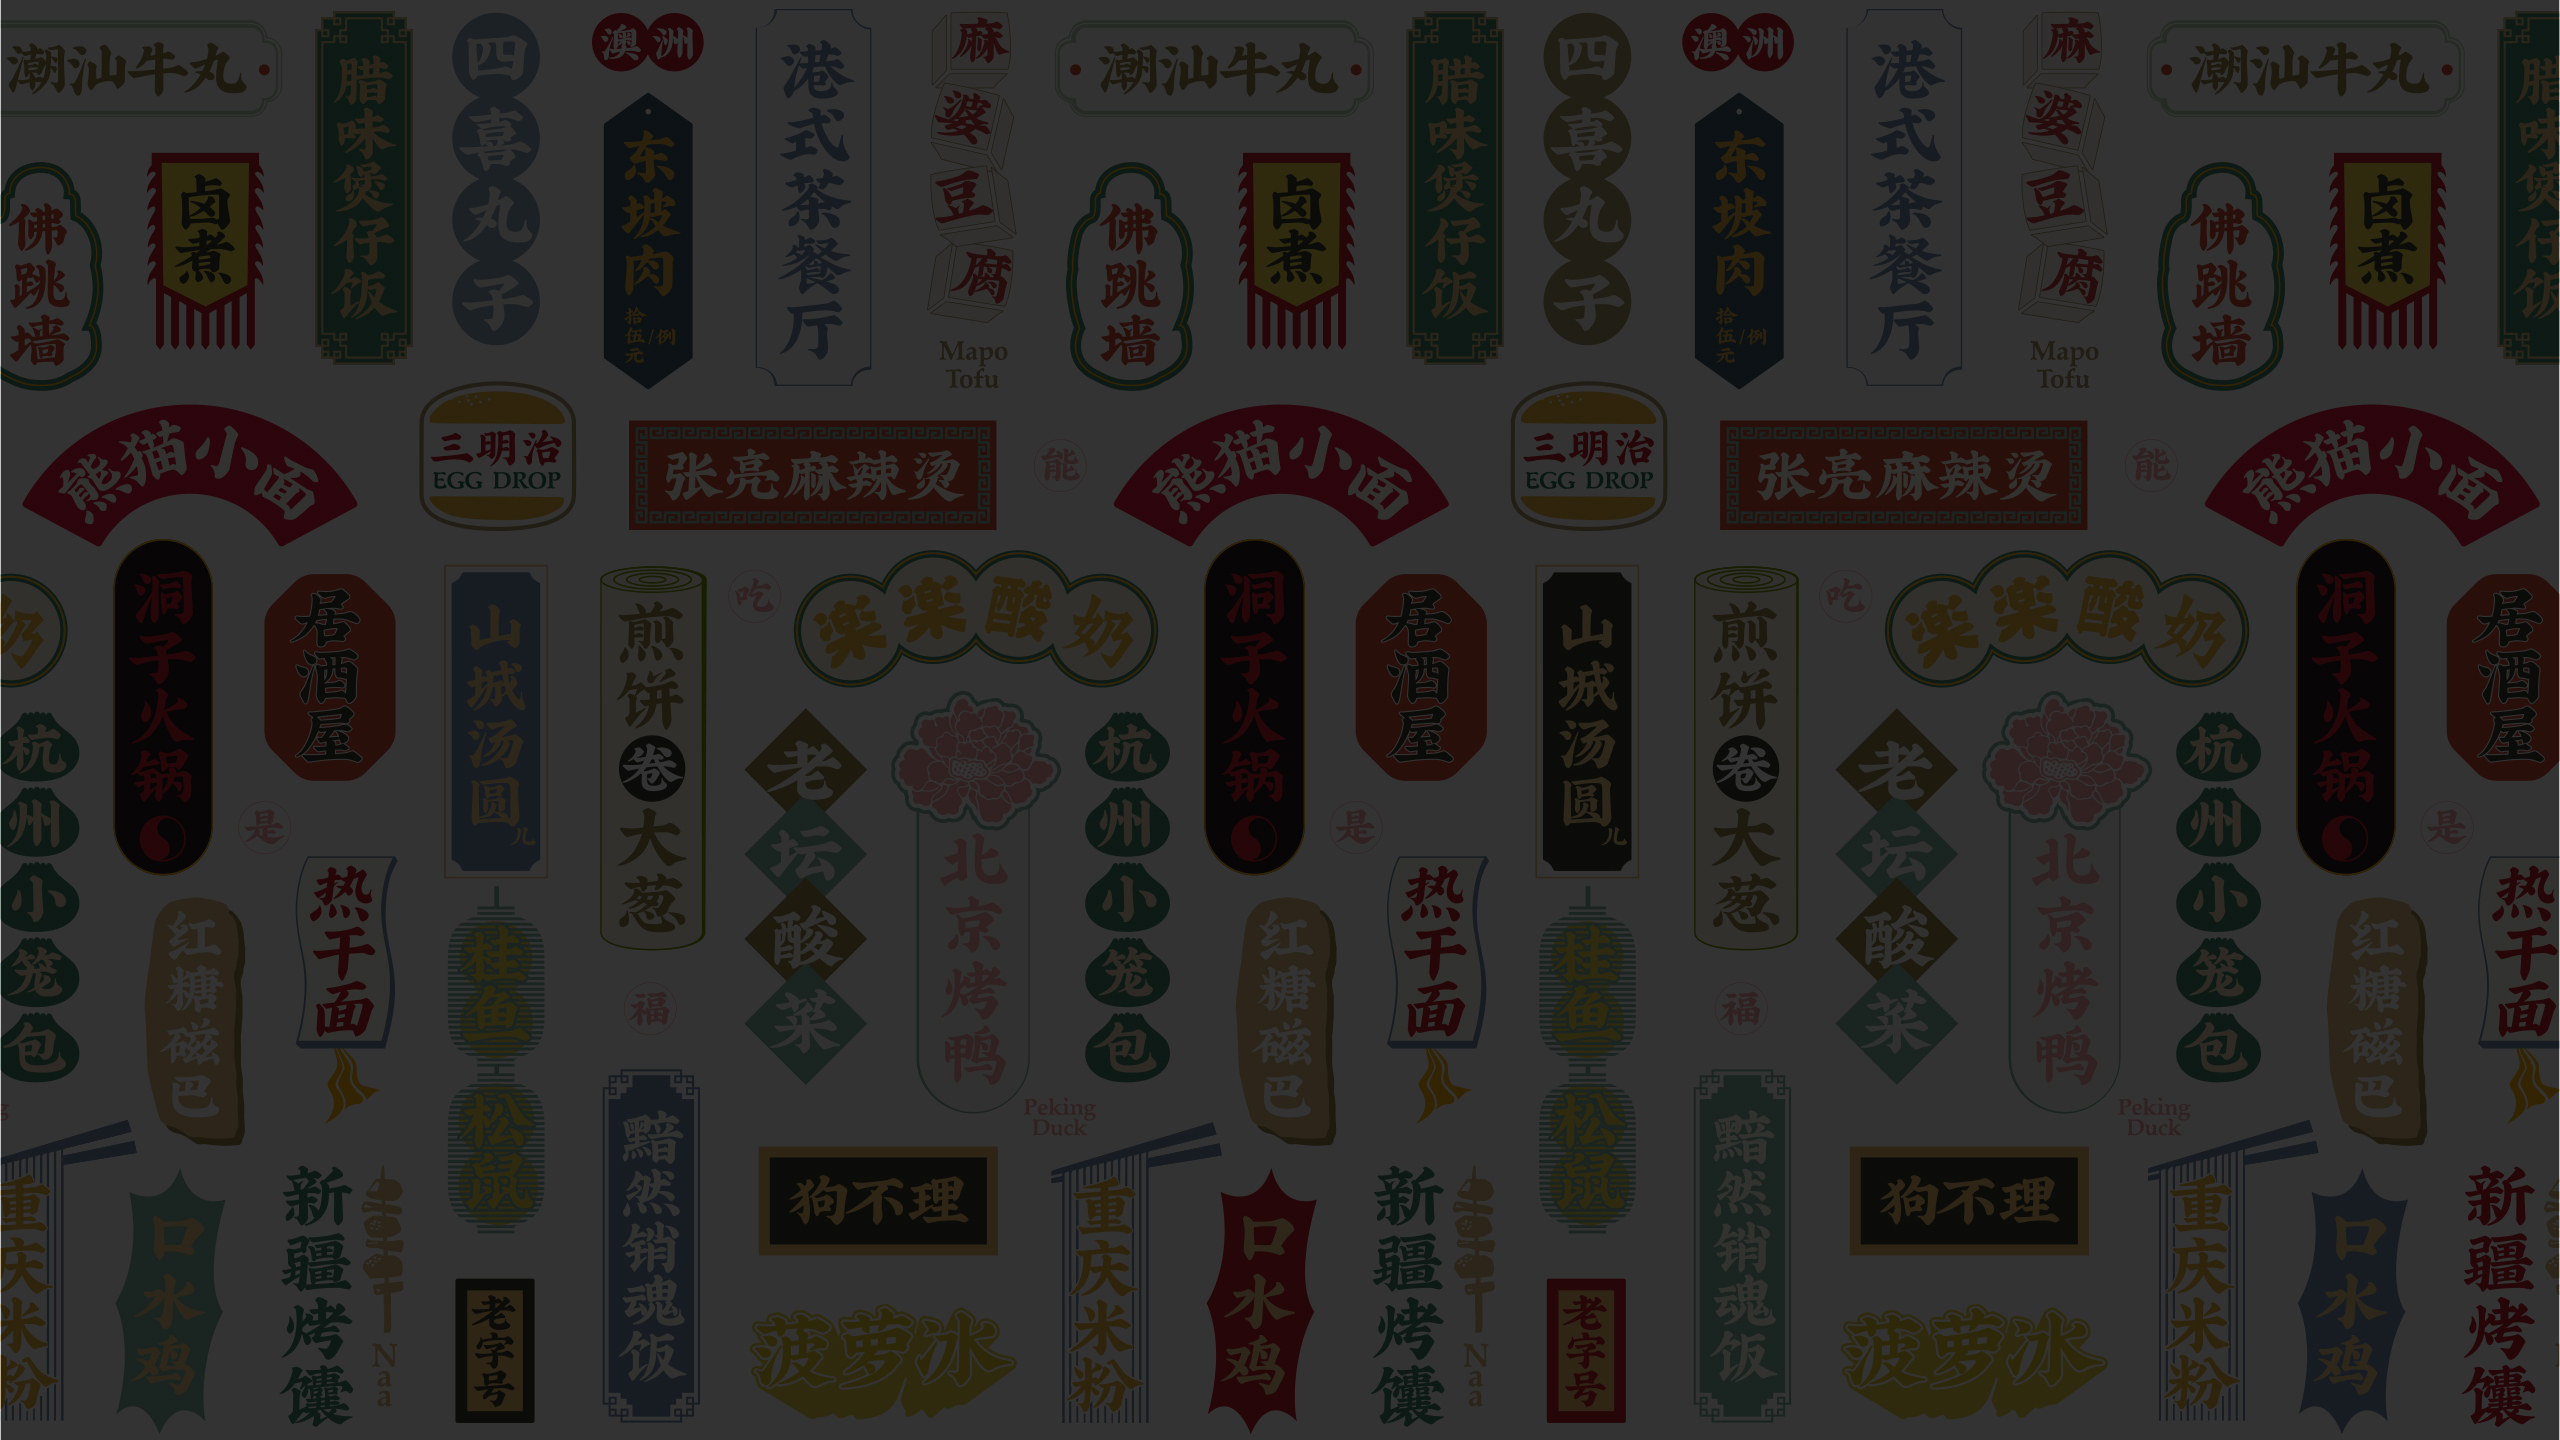 潮汕牛丸
腊味煲仔饭
四喜丸子
澳洲
港式茶餐厅
麻婆豆腐
Mapo
Tofu
潮汕牛丸
腊味煲仔饭
四喜丸子
澳洲
港式茶餐厅
麻婆豆腐
Mapo
Tofu
潮汕牛丸
腊味煲仔饭
佛跳墙
卤煮
东坡肉
拾伍元/例
佛跳墙
卤煮
东坡肉
拾伍元/例
佛跳墙
卤煮
熊猫小面
三明治
EGG DROP
张亮麻辣烫
能
熊猫小面
三明治
EGG DROP
张亮麻辣烫
能
熊猫小面
奶
洞子火锅
居酒屋
山城汤圆儿
煎饼卷大葱
吃
楽楽酸奶
洞子火锅
居酒屋
山城汤圆儿
煎饼卷大葱
吃
楽楽酸奶
洞子火锅
居酒屋
杭州小笼包
是
老坛酸菜
北京烤鸭
Peking
Duck
杭州小笼包
是
老坛酸菜
北京烤鸭
Peking
Duck
杭州小笼包
是
红糖磁巴
热干面
桂鱼松鼠
福
红糖磁巴
热干面
桂鱼松鼠
福
红糖磁巴
热干面
重庆米粉
口水鸡
新疆烤馕
Naa
老字号
黯然销魂饭
狗不理
菠萝冰
重庆米粉
口水鸡
新疆烤馕
Naa
老字号
黯然销魂饭
狗不理
菠萝冰
重庆米粉
口水鸡
新疆烤馕